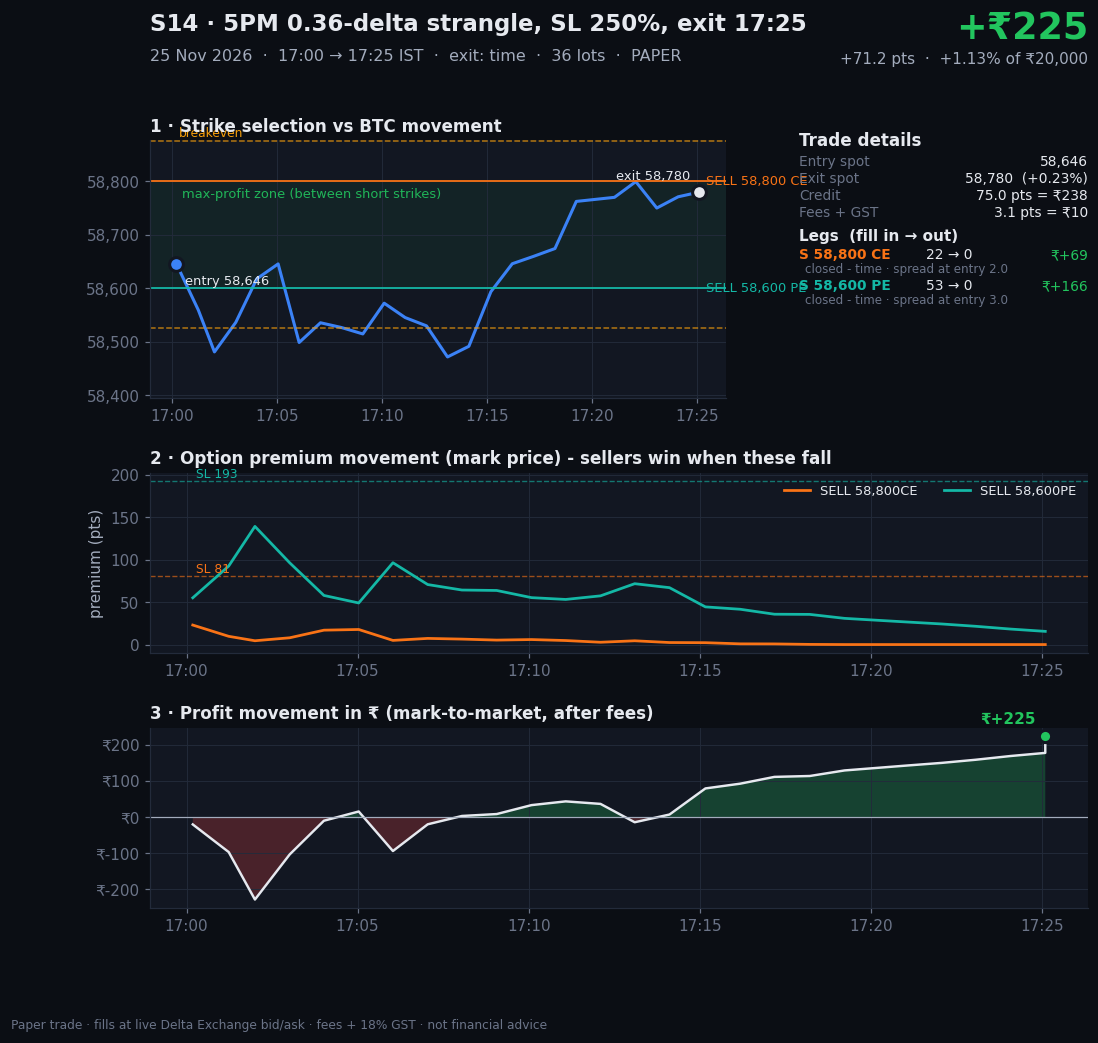 S14 · 5PM 0.36-delta strangle, SL 250%, exit 17:25
+₹225
25 Nov 2026 · 17:00 → 17:25 IST · exit: time · 36 lots · PAPER
+71.2 pts · +1.13% of ₹20,000
1 · Strike selection vs BTC movement
breakeven
58,800
58,700
58,600
58,500
58,400
max-profit zone (between short strikes)
exit 58,780
entry 58,646
SELL 58,800 CE
SELL 58,600 PE
17:00 17:05 17:10 17:15 17:20 17:25
Trade details
Entry spot 58,646
Exit spot 58,780 (+0.23%)
Credit 75.0 pts = ₹238
Fees + GST 3.1 pts = ₹10
Legs (fill in → out)
S 58,800 CE 22 → 0 ₹+69
closed - time · spread at entry 2.0
S 58,600 PE 53 → 0 ₹+166
closed - time · spread at entry 3.0
2 · Option premium movement (mark price) - sellers win when these fall
premium (pts)
200
150
100
50
0
SL 193
SL 81
SELL 58,800CE SELL 58,600PE
17:00 17:05 17:10 17:15 17:20 17:25
3 · Profit movement in ₹ (mark-to-market, after fees)
₹+225
₹200
₹100
₹0
₹-100
₹-200
17:00 17:05 17:10 17:15 17:20 17:25
Paper trade · fills at live Delta Exchange bid/ask · fees + 18% GST · not financial advice